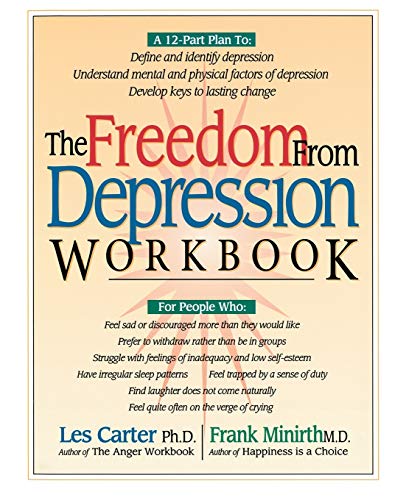 A 12-Part Plan To:
Define and identify depression
Understand mental and physical factors of depression
Develop keys to lasting change
The Freedom From
Depression
WORKBOOK
For People Who:
Feel sad or discouraged more than they would like
Prefer to withdraw rather than be in groups
Struggle with feelings of inadequacy and low self-esteem
Have irregular sleep patterns Feel trapped by a sense of duty
Find laughter does not come naturally
Feel quite often on the verge of crying
Les Carter Ph.D. Frank Minirth M.D.
Author of The Anger Workbook Author of Happiness is a Choice